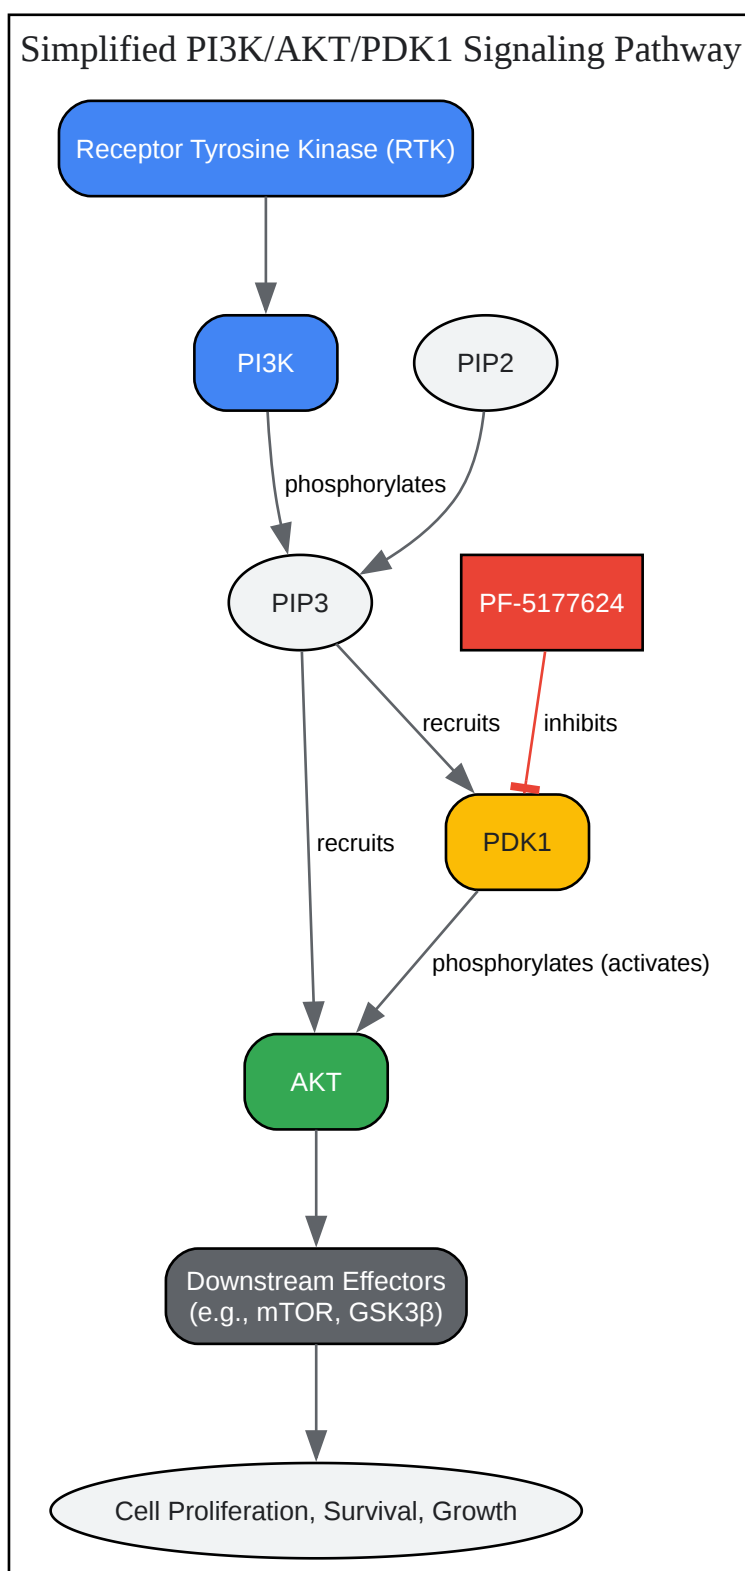 Simplified PI3K/AKT/PDK1 Signaling Pathway
Receptor Tyrosine Kinase (RTK)
PI3K
PIP2
phosphorylates
PIP3
PF-5177624
recruits
inhibits
recruits
PDK1
phosphorylates (activates)
AKT
Downstream Effectors
(e.g., mTOR, GSK3β)
Cell Proliferation, Survival, Growth